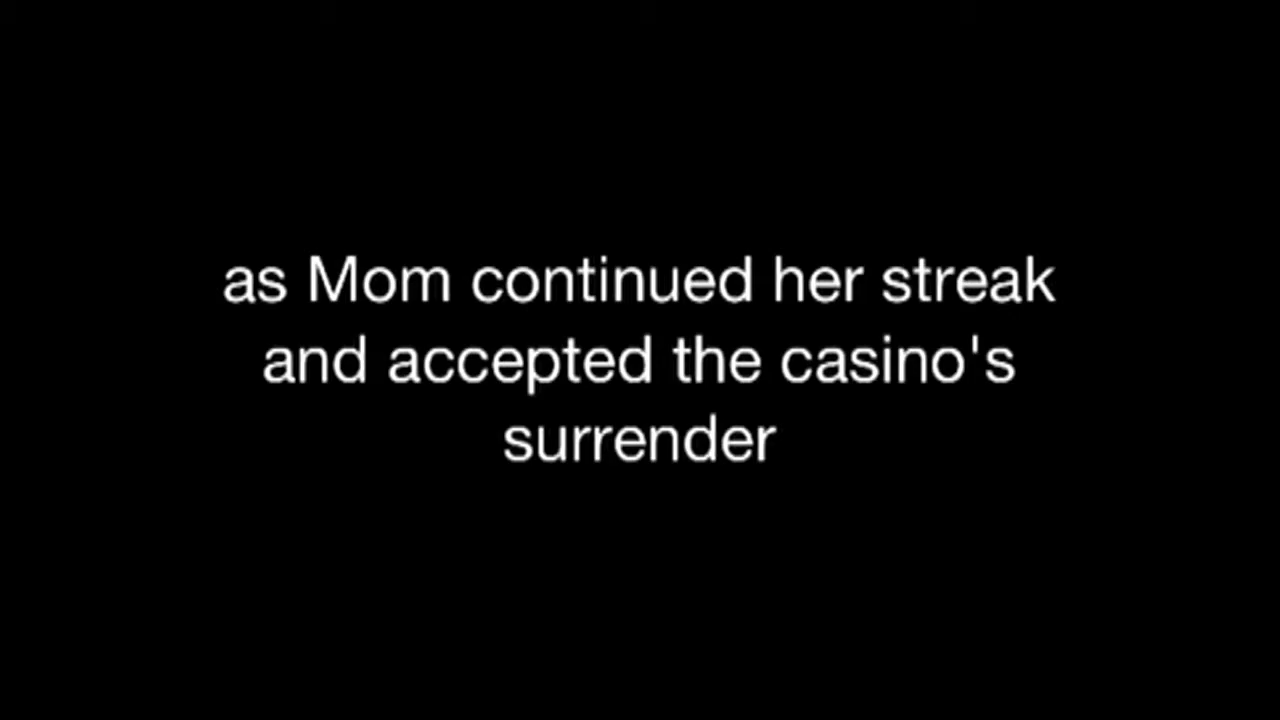 as Mom continued her streak
and accepted the casino's
surrender